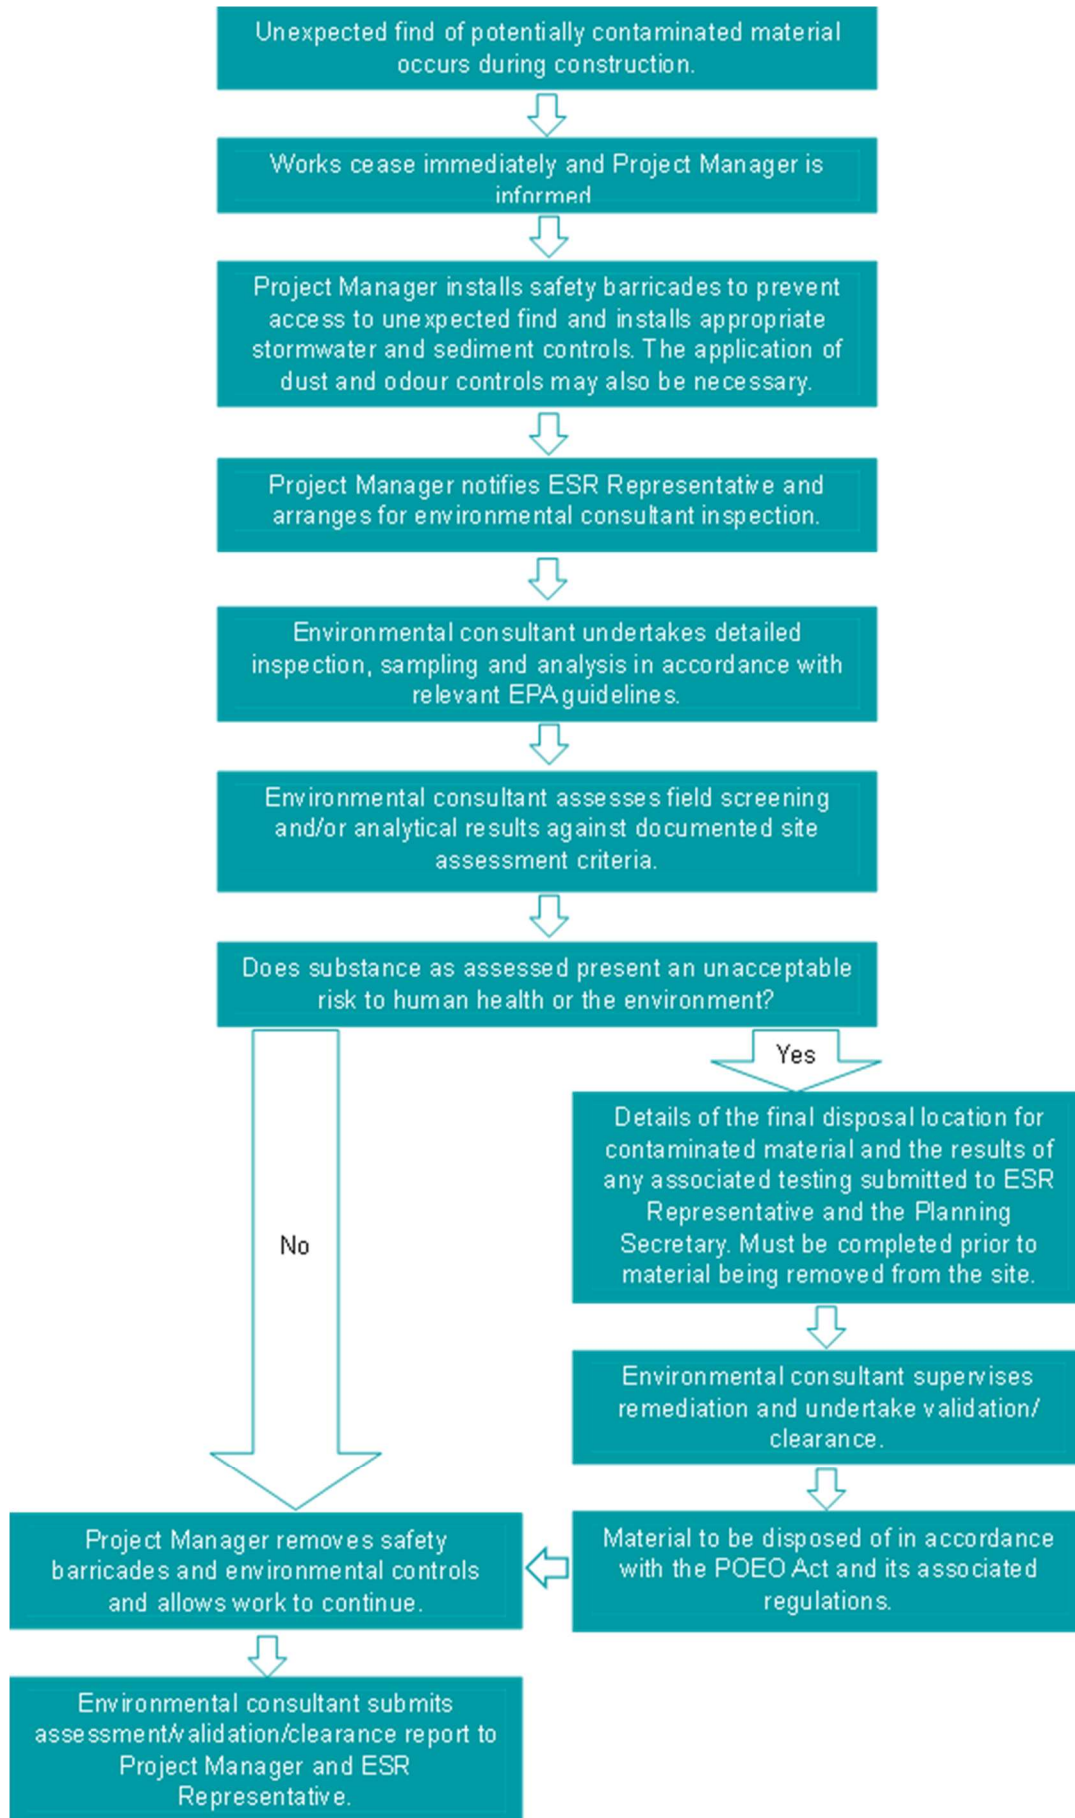 Unexpected find of potentially contaminated material
occurs during construction.
Works cease immediately and Project Manager is
informed
Project Manager installs safety barricades to prevent
access to unexpected find and installs appropriate
stormwater and sediment controls. The application of
dust and odour controls may also be necessary.
Project Manager notifies ESR Representative and
arranges for environmental consultant inspection.
Environmental consultant undertakes detailed
inspection, sampling and analysis in accordance with
relevant EPA guidelines.
Environmental consultant assesses field screening
and/or analytical results against documented site
assessment criteria.
Does substance as assessed present an unacceptable
risk to human health or the environment?
Yes
Details of the final disposal location for
contaminated material and the results of
any associated testing submitted to ESR
Representative and the Planning
Secretary. Must be completed prior to
material being removed from the site.
No
Environmental consultant supervises
remediation and undertake validation/
clearance.
Material to be disposed of in accordance
with the POEO Act and its associated
regulations.
Project Manager removes safety
barricades and environmental controls
and allows work to continue.
Environmental consultant submits
assessment/validation/clearance report to
Project Manager and ESR
Representative.